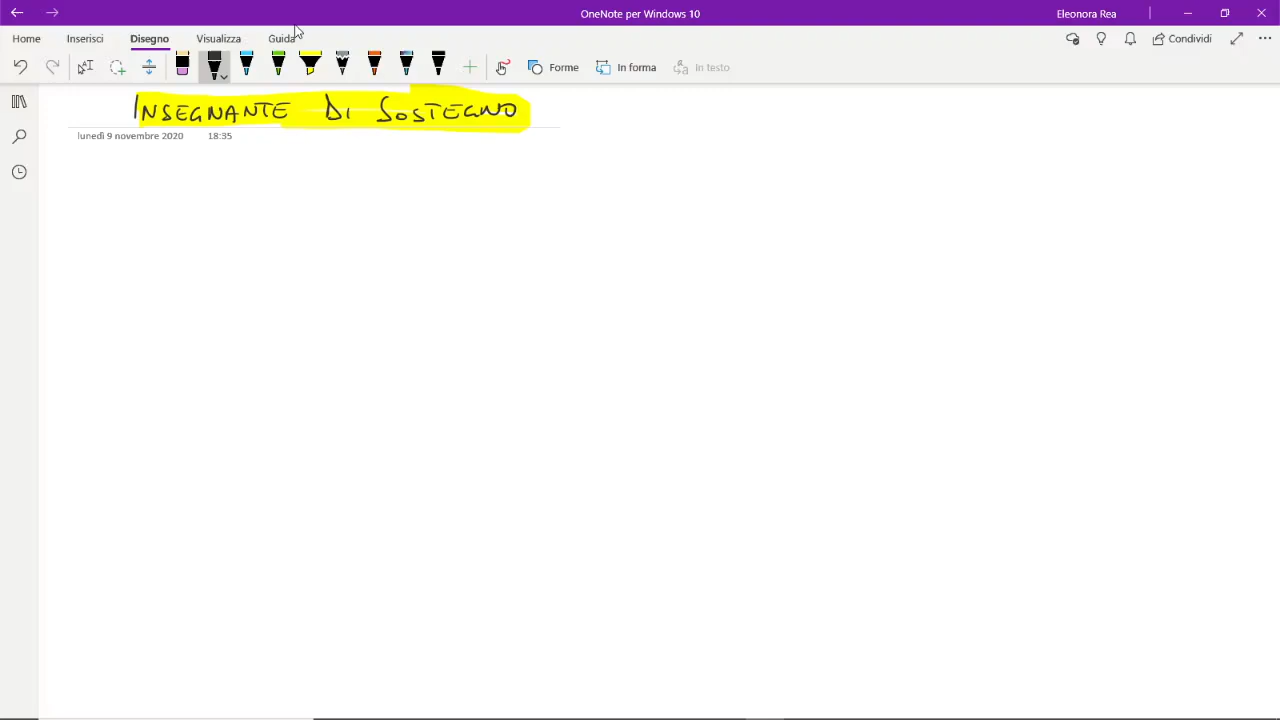 OneNote per Windows 10
Eleonora Rea
Home Inserisci Disegno Visualizza Guida
Condividi
Forme In forma In testo
INSEGNANTE DI SOSTEGNO
lunedì 9 novembre 2020 18:35